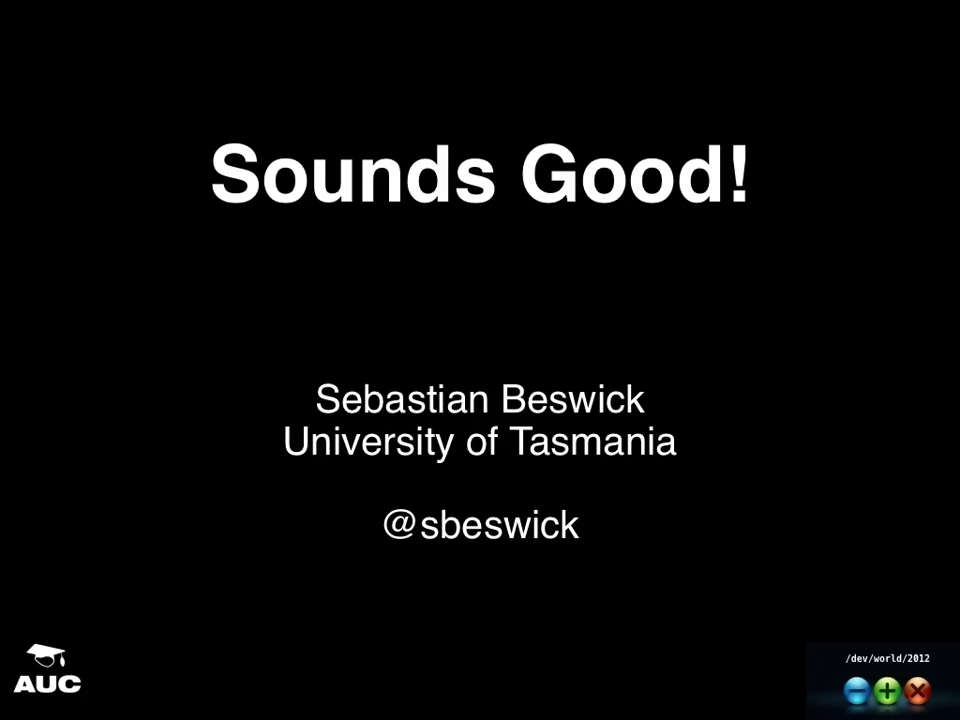 Sounds Good!
Sebastian Beswick
University of Tasmania
@sbeswick
AUC
/dev/world/2012